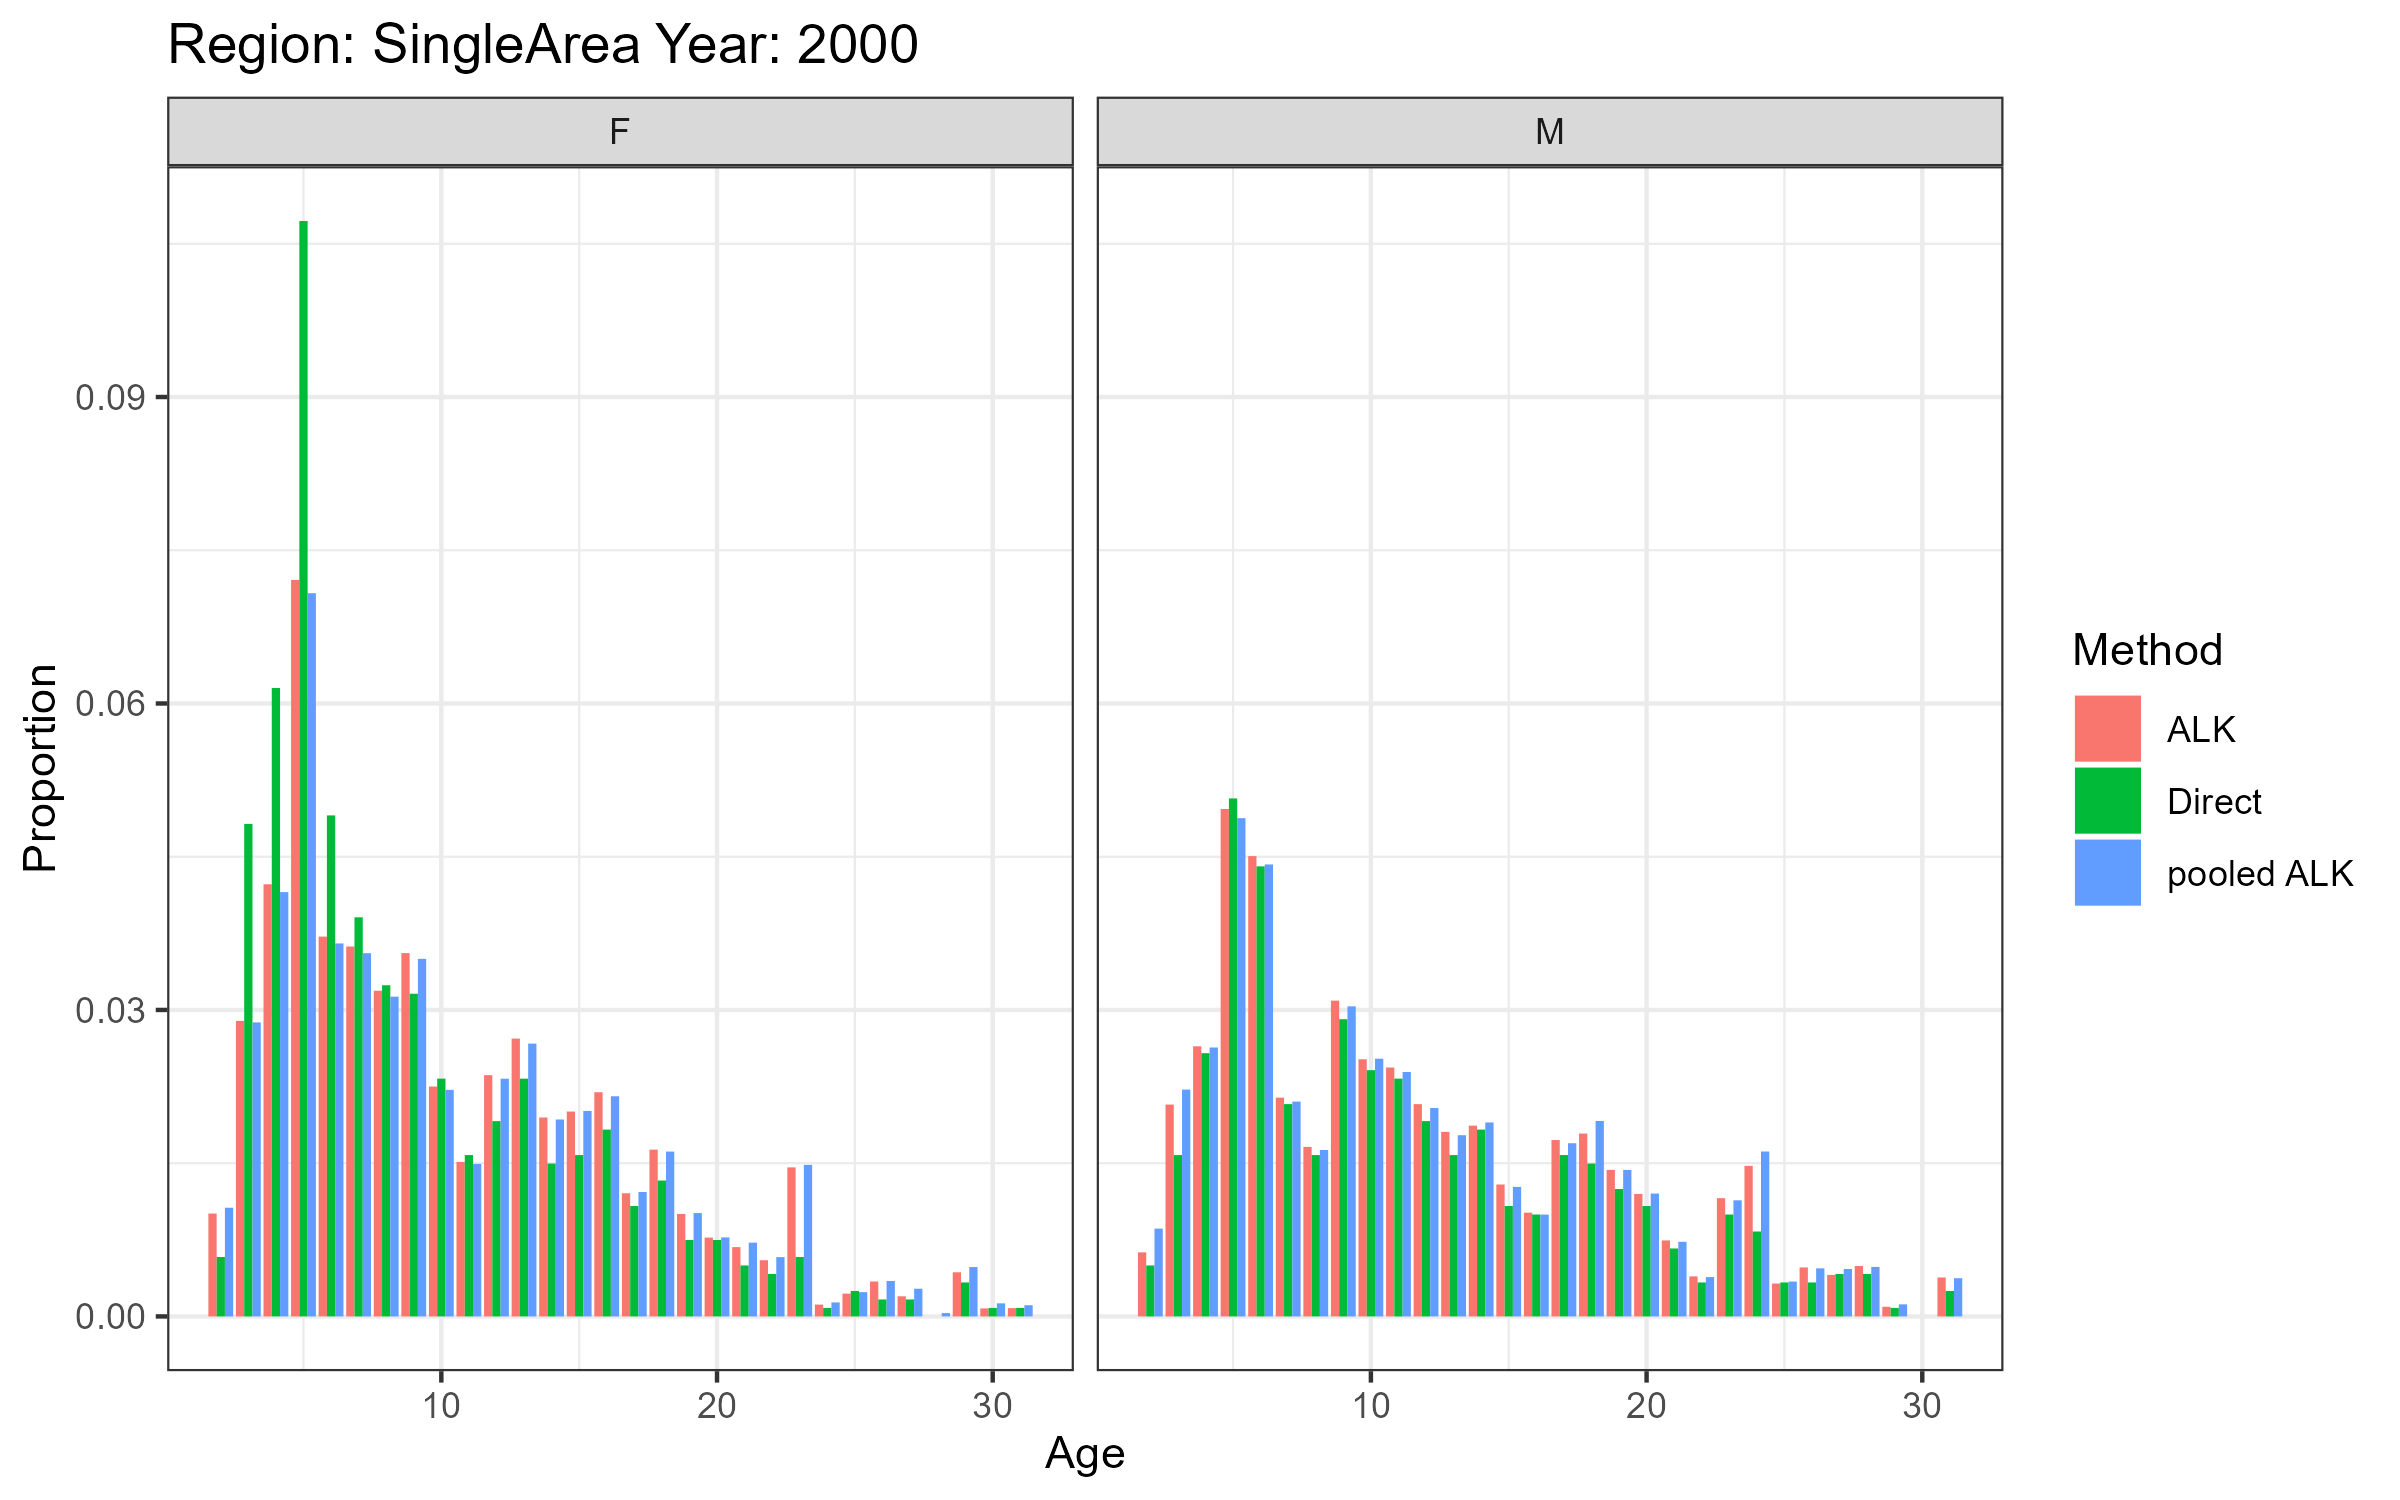 Region: SingleArea Year: 2000
F
M
0.09
0.06
0.03
0.00
Proportion
10
20
30
10
20
30
Age
Method
ALK
Direct
pooled ALK